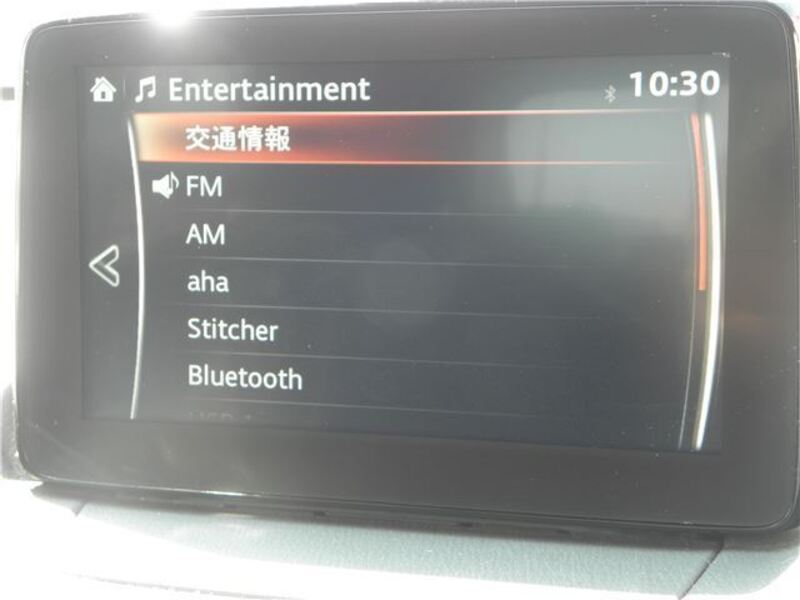 Entertainment 10:30
交通情報
FM
AM
aha
Stitcher
Bluetooth